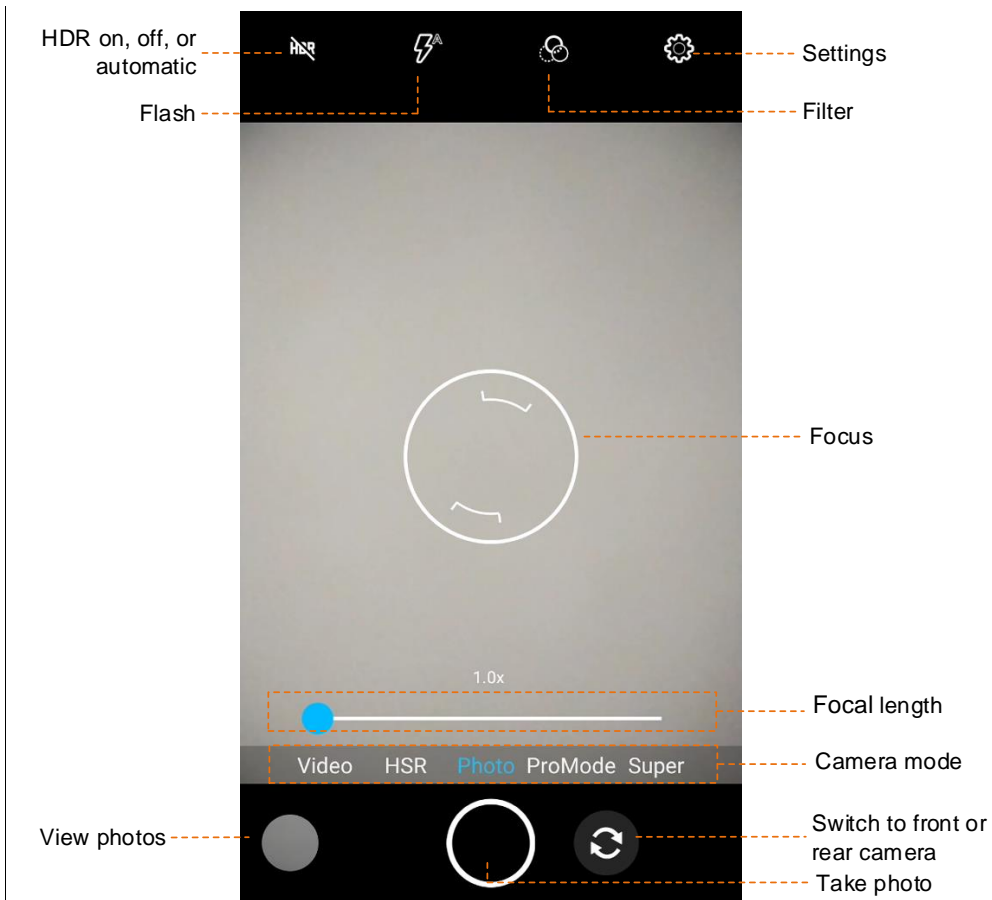 HDR on, off, or
automatic
HDR
A
Settings
Flash
Filter
Focus
1.0x
Focal length
Video HSR Photo ProMode Super
Camera mode
View photos
Switch to front or
rear camera
Take photo